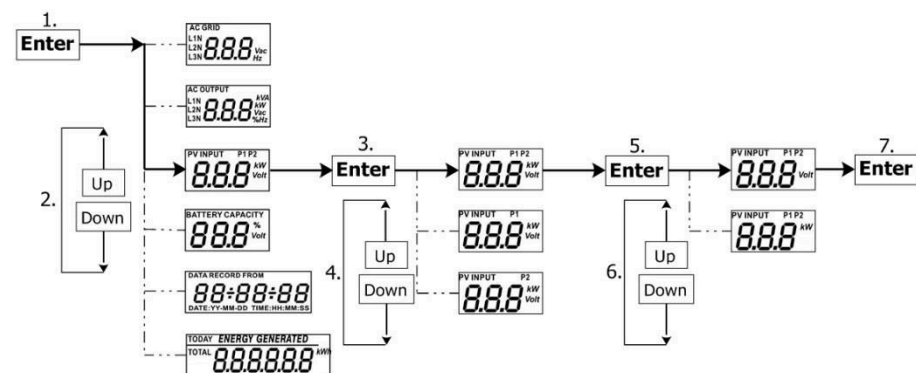 1.
Enter
AC GRID
L1N
L2N
L3N
8.8.8
Vac
Hz
AC OUTPUT
L1N
L2N
L3N
8.8.8
kVA
kW
Vac
%Hz
2.
Up
Down
PV INPUT P1 P2
8.8.8
kW
Volt
3.
Enter
PV INPUT P1 P2
8.8.8
kW
Volt
5.
Enter
PV INPUT P1 P2
8.8.8
kW
Volt
7.
Enter
BATTERY CAPACITY
88.8
%
Volt
4.
Up
Down
PV INPUT P1
8.8.8
kW
Volt
PV INPUT P2
8.8.8
kW
Volt
6.
Up
Down
PV INPUT P1 P2
8.8.8
kW
DATA RECORD FROM
88:88:88
DATE:YY-MM-DD TIME:HH:MM:SS
TODAY ENERGY GENERATED
TOTAL 8.8.8.8.8.8 kWh